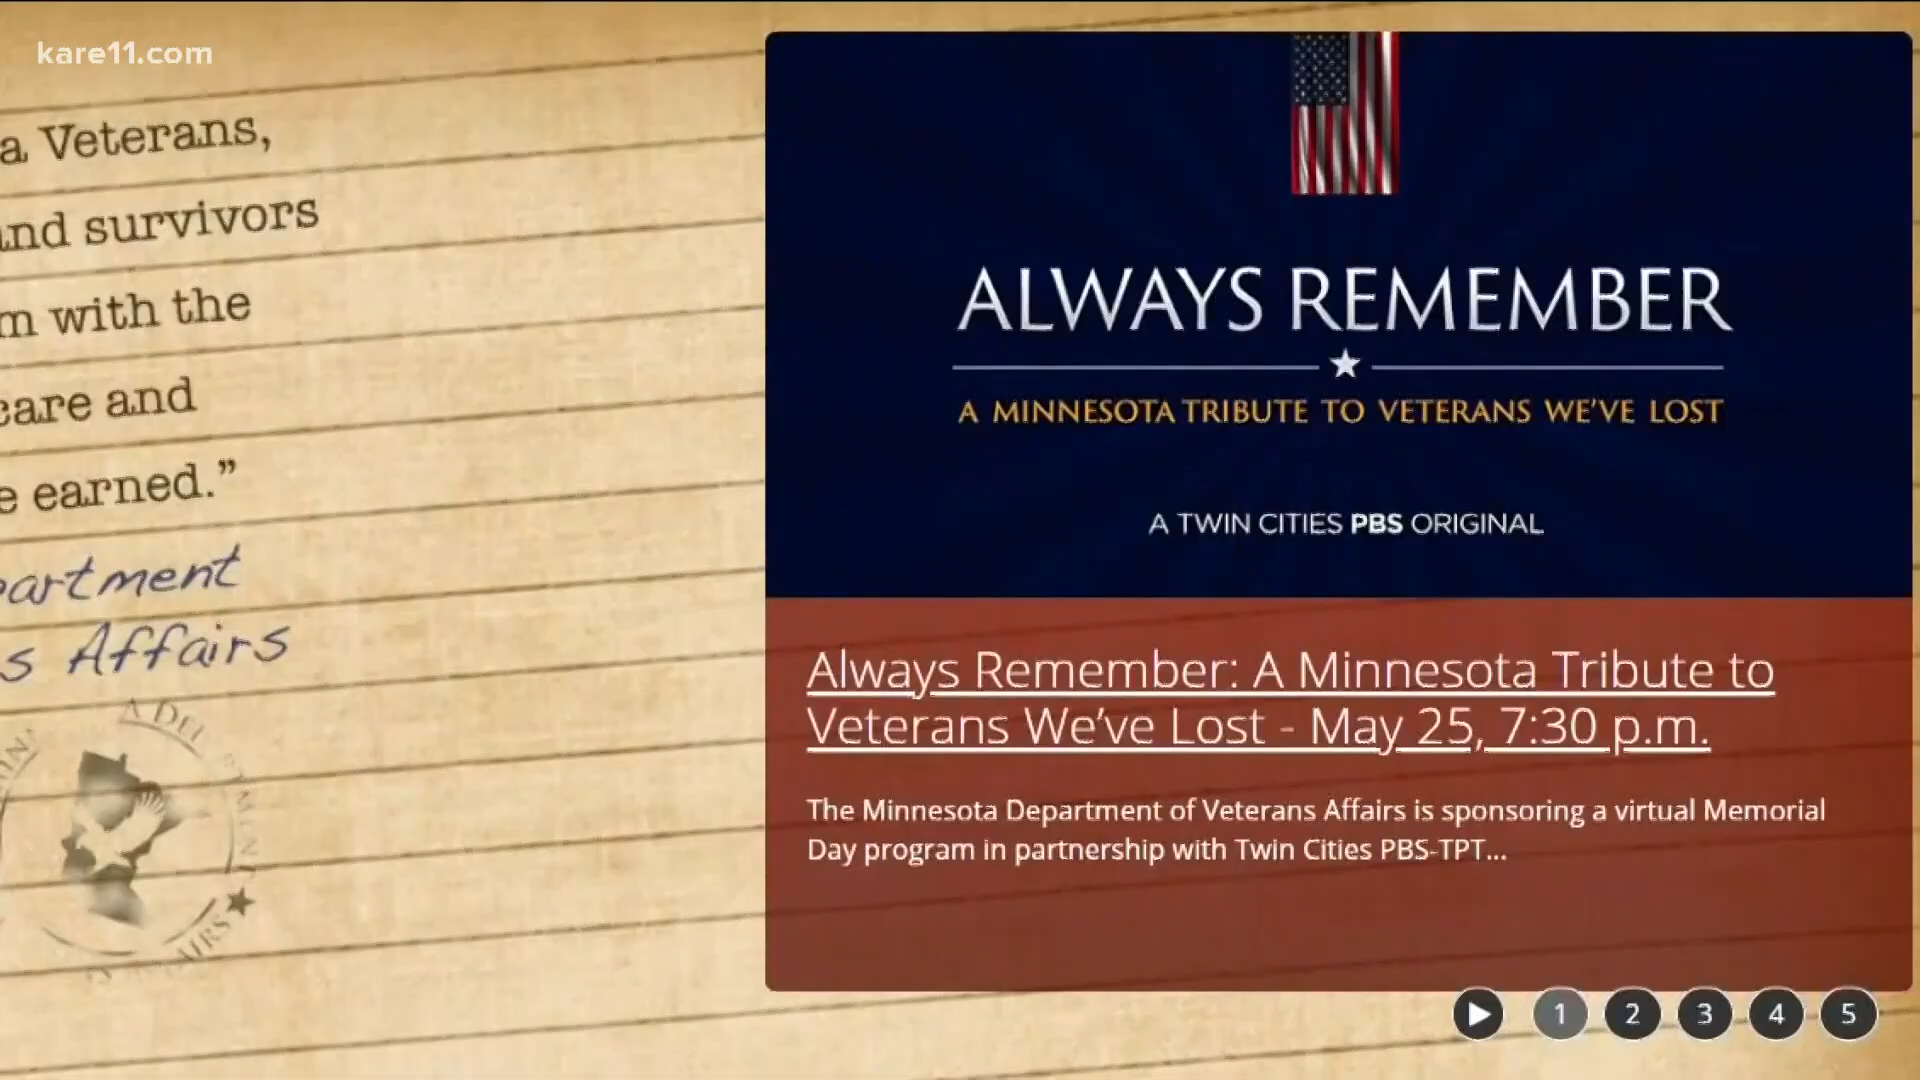 kare11.com
a Veterans,
and survivors
m with the
care and
e earned.”
partment
s Affairs
ALWAYS REMEMBER
A MINNESOTA TRIBUTE TO VETERANS WE'VE LOST
A TWIN CITIES PBS ORIGINAL
Always Remember: A Minnesota Tribute to
Veterans We’ve Lost - May 25, 7:30 p.m.
The Minnesota Department of Veterans Affairs is sponsoring a virtual Memorial
Day program in partnership with Twin Cities PBS-TPT...
1 2 3 4 5